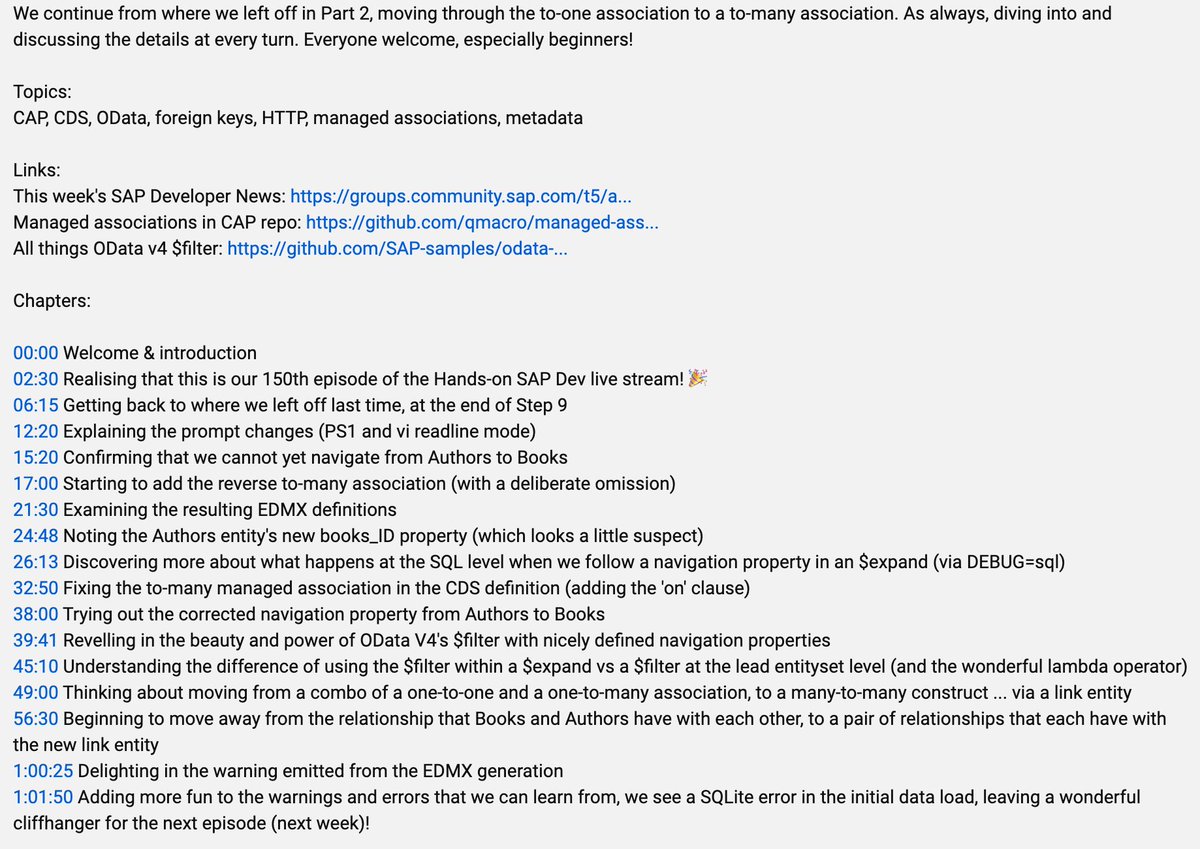 We continue from where we left off in Part 2, moving through the to-one association to a to-many association. As always, diving into and
discussing the details at every turn. Everyone welcome, especially beginners!
Topics:
CAP, CDS, OData, foreign keys, HTTP, managed associations, metadata
Links:
This week's SAP Developer News: https://groups.community.sap.com/t5/a...
Managed associations in CAP repo: https://github.com/qmacro/managed-ass...
All things OData v4 $filter: https://github.com/SAP-samples/odata-...
Chapters:
00:00 Welcome & introduction
02:30 Realising that this is our 150th episode of the Hands-on SAP Dev live stream! 🎉
06:15 Getting back to where we left off last time, at the end of Step 9
12:20 Explaining the prompt changes (PS1 and vi readline mode)
15:20 Confirming that we cannot yet navigate from Authors to Books
17:00 Starting to add the reverse to-many association (with a deliberate omission)
21:30 Examining the resulting EDMX definitions
24:48 Noting the Authors entity's new books_ID property (which looks a little suspect)
26:13 Discovering more about what happens at the SQL level when we follow a navigation property in an $expand (via DEBUG=sql)
32:50 Fixing the to-many managed association in the CDS definition (adding the 'on' clause)
38:00 Trying out the corrected navigation property from Authors to Books
39:41 Revelling in the beauty and power of OData V4's $filter with nicely defined navigation properties
45:10 Understanding the difference of using the $filter within a $expand vs a $filter at the lead entityset level (and the wonderful lambda operator)
49:00 Thinking about moving from a combo of a one-to-one and a one-to-many association, to a many-to-many construct ... via a link entity
56:30 Beginning to move away from the relationship that Books and Authors have with each other, to a pair of relationships that each have with
the new link entity
1:00:25 Delighting in the warning emitted from the EDMX generation
1:01:50 Adding more fun to the warnings and errors that we can learn from, we see a SQLite error in the initial data load, leaving a wonderful
cliffhanger for the next episode (next week)!